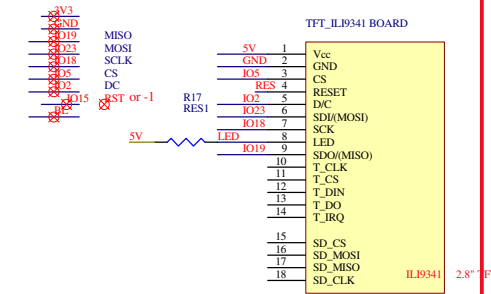 3V3
GND
IO19 MISO
IO23 MOSI
IO18 SCLK
IO5 CS
IO2 DC
IO15 RST or -1
BL
TFT_ILI9341 BOARD
5V 1 Vcc
GND 2 GND
IO5 3 CS
RES 4 RESET
R17
RES1
IO2 5 D/C
IO23 6 SDI/(MOSI)
IO18 7 SCK
5V LED 8 LED
IO19 9 SDO/(MISO)
10 T_CLK
11 T_CS
12 T_DIN
13 T_DO
14 T_IRQ
15 SD_CS
16 SD_MOSI
17 SD_MISO
18 SD_CLK
ILI9341 2.8" TF